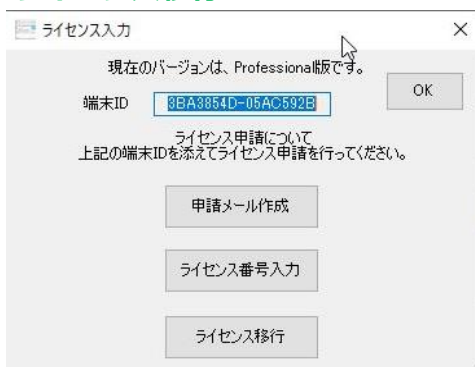 ライセンス入力
現在のバージョンは、Professional版です。
OK
端末ID 3BA3854D-05AC592B
ライセンス申請について
上記の端末IDを添えてライセンス申請を行ってください。
申請メール作成
ライセンス番号入力
ライセンス移行